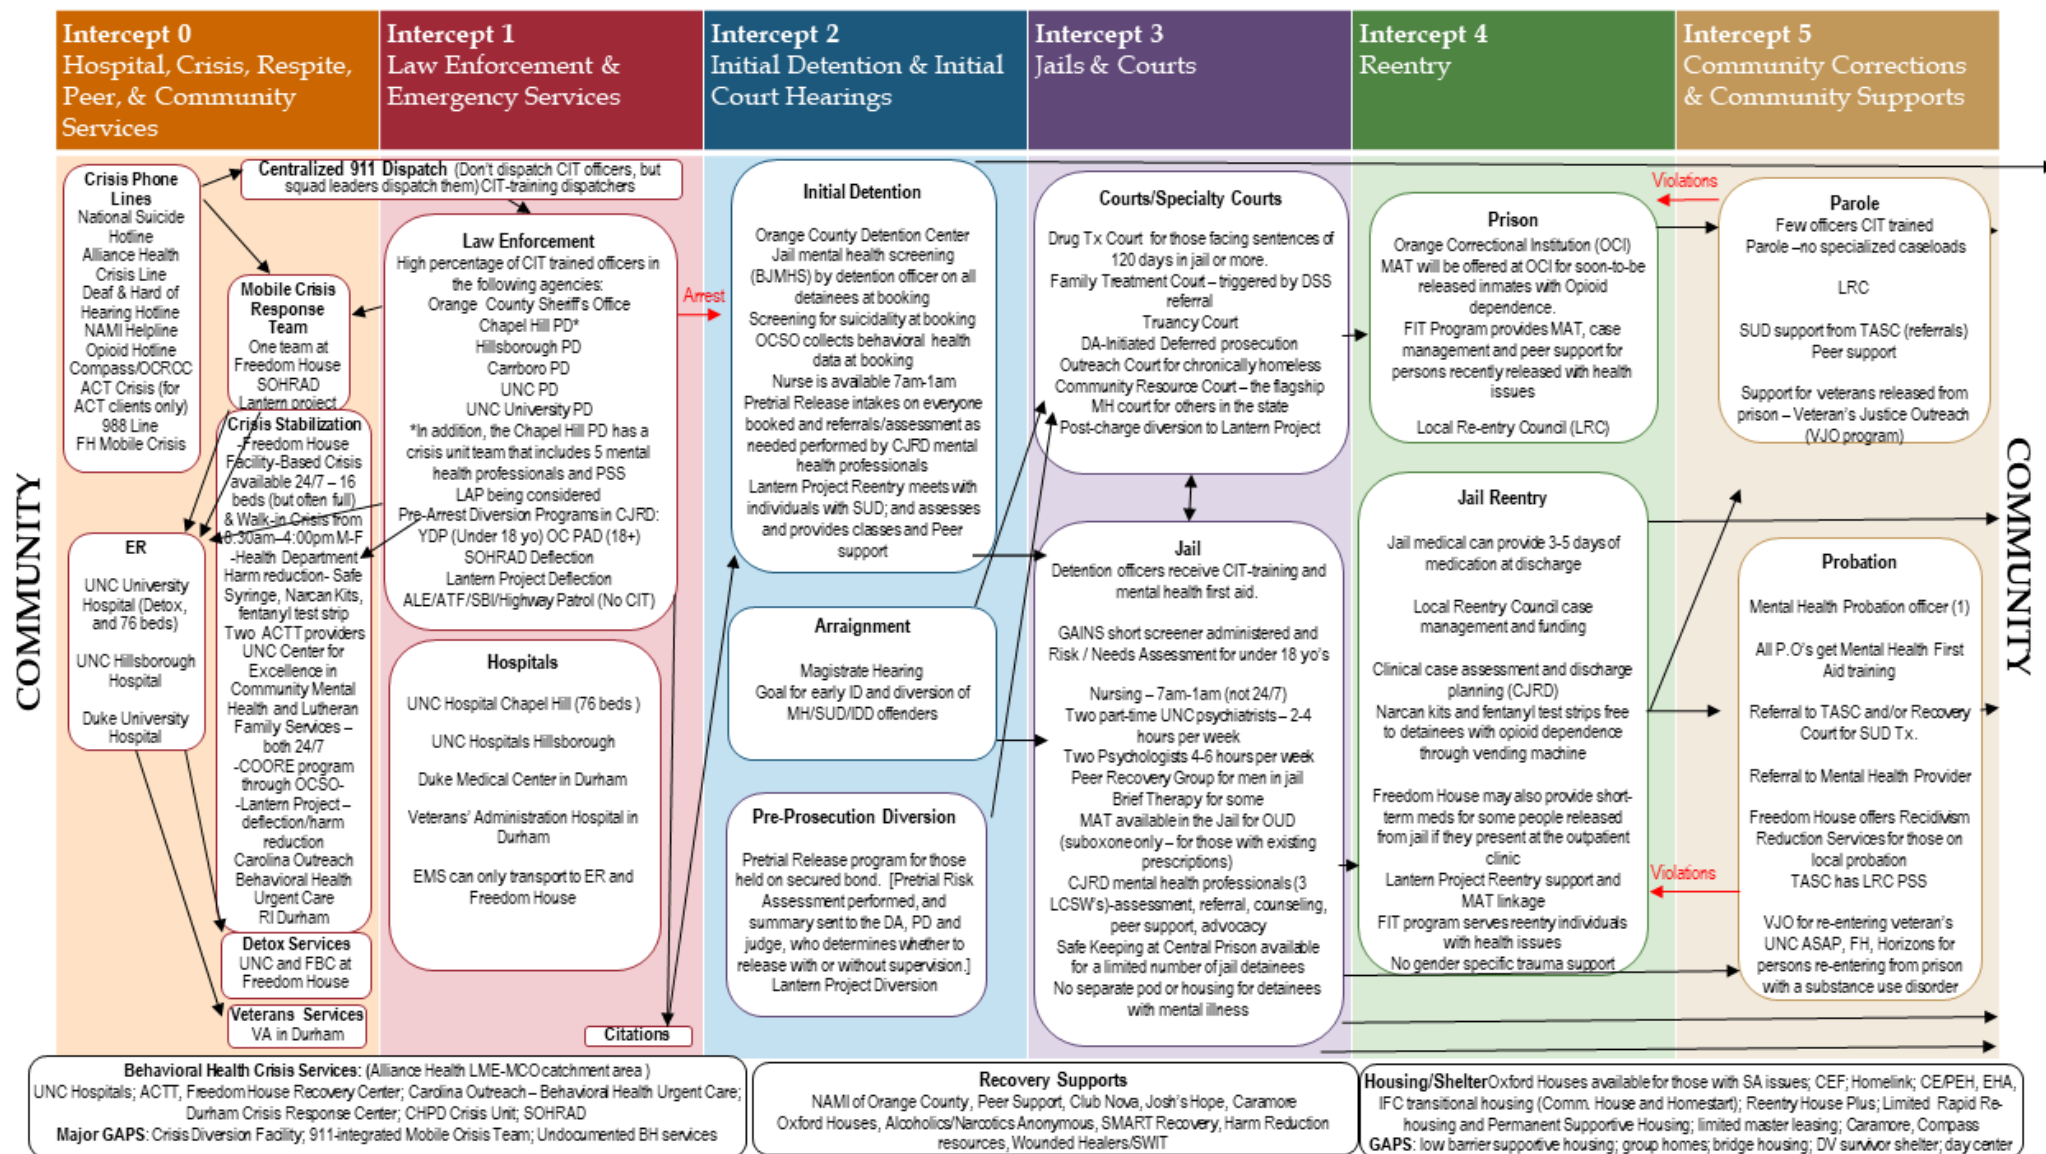 Intercept 0
Hospital, Crisis, Respite,
Peer, & Community
Services
Intercept 1
Law Enforcement &
Emergency Services
Intercept 2
Initial Detention & Initial
Court Hearings
Intercept 3
Jails & Courts
Intercept 4
Reentry
Intercept 5
Community Corrections
& Community Supports
COMMUNITY
Crisis Phone
Lines
National Suicide
Hotline
Alliance Health
Crisis Line
Deaf & Hard of
Hearing Hotline
NAMI Helpline
Opioid Hotline
Compass/OCRCC
ACT Crisis (for
ACT clients only)
988 Line
FH Mobile Crisis
Centralized 911 Dispatch (Don't dispatch CIT officers, but
squad leaders dispatch them) CIT-training dispatchers
Mobile Crisis
Response
Team
One team at
Freedom House
SOHRAD
Lantern project
Crisis Stabilization
-Freedom House
Facility-Based Crisis
available 24/7 – 16
beds (but often full)
& Walk-in Crisis from
8:30am–4:00pm M-F
-Health Department
Harm reduction- Safe
Syringe, Narcan Kits,
fentanyl test strip
Two ACTT providers
UNC Center for
Excellence in
Community Mental
Health and Lutheran
Family Services –
both 24/7
-COORE program
through OCSO-
-Lantern Project –
deflection/harm
reduction
Carolina Outreach
Behavioral Health
Urgent Care
RI Durham
ER
UNC University
Hospital (Detox,
and 76 beds)
UNC Hillsborough
Hospital
Duke University
Hospital
Detox Services
UNC and FBC at
Freedom House
Veterans Services
VA in Durham
Law Enforcement
High percentage of CIT trained officers in
the following agencies:
Orange County Sheriff's Office
Chapel Hill PD*
Hillsborough PD
Carrboro PD
UNC PD
UNC University PD
*In addition, the Chapel Hill PD has a
crisis unit team that includes 5 mental
health professionals and PSS
LAP being considered
Pre-Arrest Diversion Programs in CJRD:
YDP (Under 18 yo) OC PAD (18+)
SOHRAD Deflection
Lantern Project Deflection
ALE/ATF/SBI/Highway Patrol (No CIT)
Arrest
Hospitals
UNC Hospital Chapel Hill (76 beds )
UNC Hospitals Hillsborough
Duke Medical Center in Durham
Veterans' Administration Hospital in
Durham
EMS can only transport to ER and
Freedom House
Citations
Initial Detention
Orange County Detention Center
Jail mental health screening
(BJMHS) by detention officer on all
detainees at booking
Screening for suicidality at booking
OCSO collects behavioral health
data at booking
Nurse is available 7am-1am
Pretrial Release intakes on everyone
booked and referrals/assessment as
needed performed by CJRD mental
health professionals
Lantern Project Reentry meets with
individuals with SUD; and assesses
and provides classes and Peer
support
Arraignment
Magistrate Hearing
Goal for early ID and diversion of
MH/SUD/IDD offenders
Pre-Prosecution Diversion
Pretrial Release program for those
held on secured bond. [Pretrial Risk
Assessment performed, and
summary sent to the DA, PD and
judge, who determines whether to
release with or without supervision.]
Lantern Project Diversion
Courts/Specialty Courts
Drug Tx Court for those facing sentences of
120 days in jail or more.
Family Treatment Court – triggered by DSS
referral
Truancy Court
DA-Initiated Deferred prosecution
Outreach Court for chronically homeless
Community Resource Court – the flagship
MH court for others in the state
Post-charge diversion to Lantern Project
Jail
Detention officers receive CIT-training and
mental health first aid.
GAINS short screener administered and
Risk / Needs Assessment for under 18 yo's
Nursing – 7am-1am (not 24/7)
Two part-time UNC psychiatrists – 2-4
hours per week
Two Psychologists 4-6 hours per week
Peer Recovery Group for men in jail
Brief Therapy for some
MAT available in the Jail for OUD
(suboxone only – for those with existing
prescriptions)
CJRD mental health professionals (3
LCSW's)-assessment, referral, counseling,
peer support, advocacy
Safe Keeping at Central Prison available
for a limited number of jail detainees
No separate pod or housing for detainees
with mental illness
Prison
Orange Correctional Institution (OCI)
MAT will be offered at OCI for soon-to-be
released inmates with Opioid
dependence.
FIT Program provides MAT, case
management and peer support for
persons recently released with health
issues
Local Re-entry Council (LRC)
Jail Reentry
Jail medical can provide 3-5 days of
medication at discharge
Local Reentry Council case
management and funding
Clinical case assessment and discharge
planning (CJRD)
Narcan kits and fentanyl test strips free
to detainees with opioid dependence
through vending machine
Freedom House may also provide short-
term meds for some people released
from jail if they present at the outpatient
clinic
Lantern Project Reentry support and
MAT linkage
FIT program serves reentry individuals
with health issues
No gender specific trauma support
Violations
Parole
Few officers CIT trained
Parole –no specialized caseloads
LRC
SUD support from TASC (referrals)
Peer support
Support for veterans released from
prison – Veteran's Justice Outreach
(VJO program)
Violations
Probation
Mental Health Probation officer (1)
All P.O's get Mental Health First
Aid training
Referral to TASC and/or Recovery
Court for SUD Tx.
Referral to Mental Health Provider
Freedom House offers Recidivism
Reduction Services for those on
local probation
TASC has LRC PSS
VJO for re-entering veteran's
UNC ASAP, FH, Horizons for
persons re-entering from prison
with a substance use disorder
COMMUNITY
Behavioral Health Crisis Services: (Alliance Health LME-MCO catchment area )
UNC Hospitals; ACTT, Freedom House Recovery Center; Carolina Outreach – Behavioral Health Urgent Care;
Durham Crisis Response Center; CHPD Crisis Unit; SOHRAD
Major GAPS: Crisis Diversion Facility; 911-integrated Mobile Crisis Team; Undocumented BH services
Recovery Supports
NAMI of Orange County, Peer Support, Club Nova, Josh's Hope, Caramore
Oxford Houses, Alcoholics/Narcotics Anonymous, SMART Recovery, Harm Reduction
resources, Wounded Healers/SWIT
Housing/Shelter Oxford Houses available for those with SA issues; CEF; Homelink; CE/PEH, EHA,
IFC transitional housing (Comm. House and Homestart); Reentry House Plus; Limited Rapid Re-
housing and Permanent Supportive Housing; limited master leasing; Caramore, Compass
GAPS: low barrier supportive housing; group homes; bridge housing; DV survivor shelter; day center